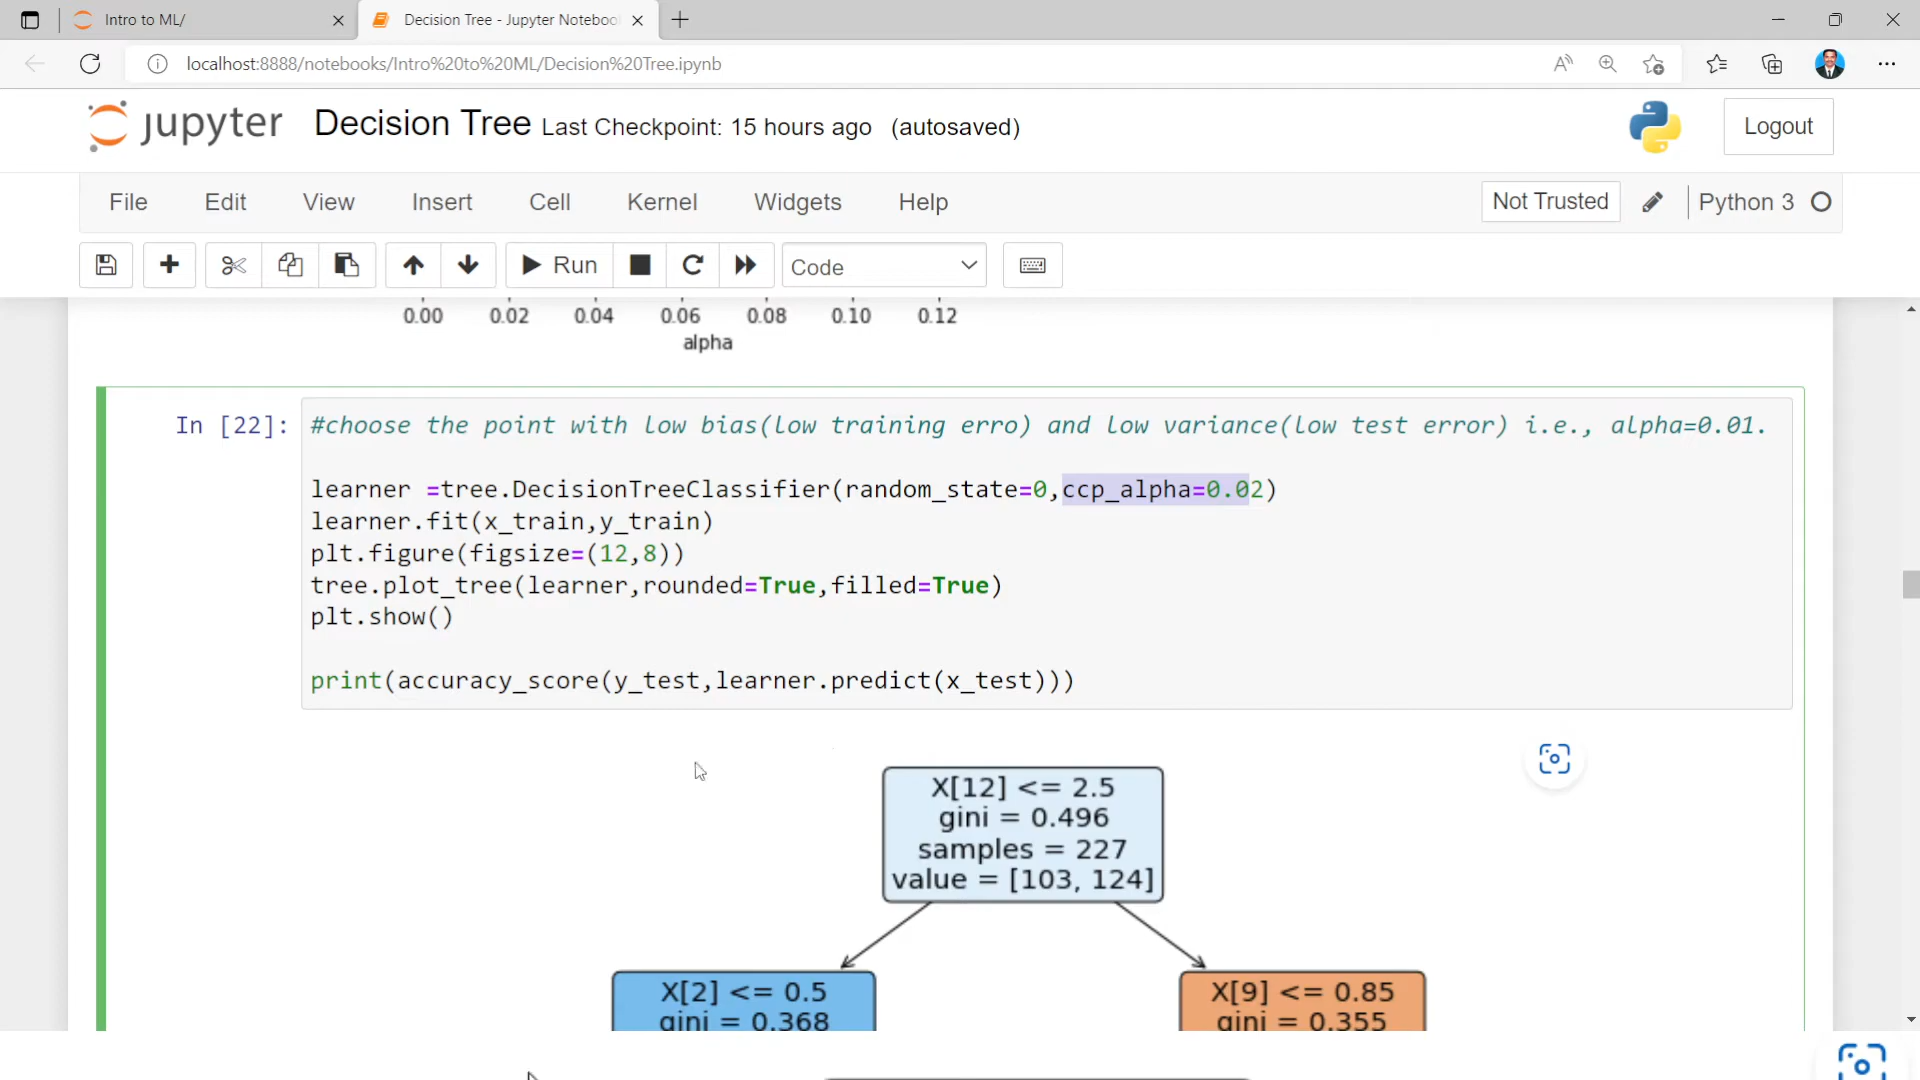 Intro to ML/
Decision Tree - Jupyter Noteboo
localhost:8888/notebooks/Intro%20to%20ML/Decision%20Tree.ipynb
jupyter Decision Tree Last Checkpoint: 15 hours ago (autosaved)
Logout
File Edit View Insert Cell Kernel Widgets Help
Not Trusted
Python 3
Run
Code
0.00 0.02 0.04 0.06 0.08 0.10 0.12
alpha
In [22]:
#choose the point with low bias(low training erro) and low variance(low test error) i.e., alpha=0.01.
learner =tree.DecisionTreeClassifier(random_state=0,ccp_alpha=0.02)
learner.fit(x_train,y_train)
plt.figure(figsize=(12,8))
tree.plot_tree(learner,rounded=True,filled=True)
plt.show()
print(accuracy_score(y_test,learner.predict(x_test)))
X[12] <= 2.5
gini = 0.496
samples = 227
value = [103, 124]
X[2] <= 0.5
gini = 0.368
X[9] <= 0.85
gini = 0.355